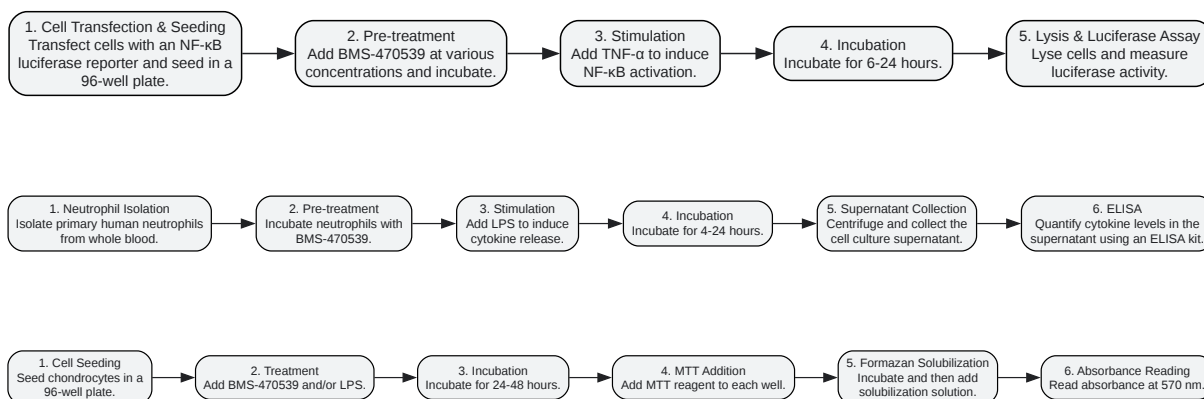 1. Cell Transfection & Seeding
Transfect cells with an NF-κB
luciferase reporter and seed in a
96-well plate.
2. Pre-treatment
Add BMS-470539 at various
concentrations and incubate.
3. Stimulation
Add TNF-α to induce
NF-κB activation.
4. Incubation
Incubate for 6-24 hours.
5. Lysis & Luciferase Assay
Lyse cells and measure
luciferase activity.
1. Neutrophil Isolation
Isolate primary human neutrophils
from whole blood.
2. Pre-treatment
Incubate neutrophils with
BMS-470539.
3. Stimulation
Add LPS to induce
cytokine release.
4. Incubation
Incubate for 4-24 hours.
5. Supernatant Collection
Centrifuge and collect the
cell culture supernatant.
6. ELISA
Quantify cytokine levels in the
supernatant using an ELISA kit.
1. Cell Seeding
Seed chondrocytes in a
96-well plate.
2. Treatment
Add BMS-470539 and/or LPS.
3. Incubation
Incubate for 24-48 hours.
4. MTT Addition
Add MTT reagent to each well.
5. Formazan Solubilization
Incubate and then add
solubilization solution.
6. Absorbance Reading
Read absorbance at 570 nm.